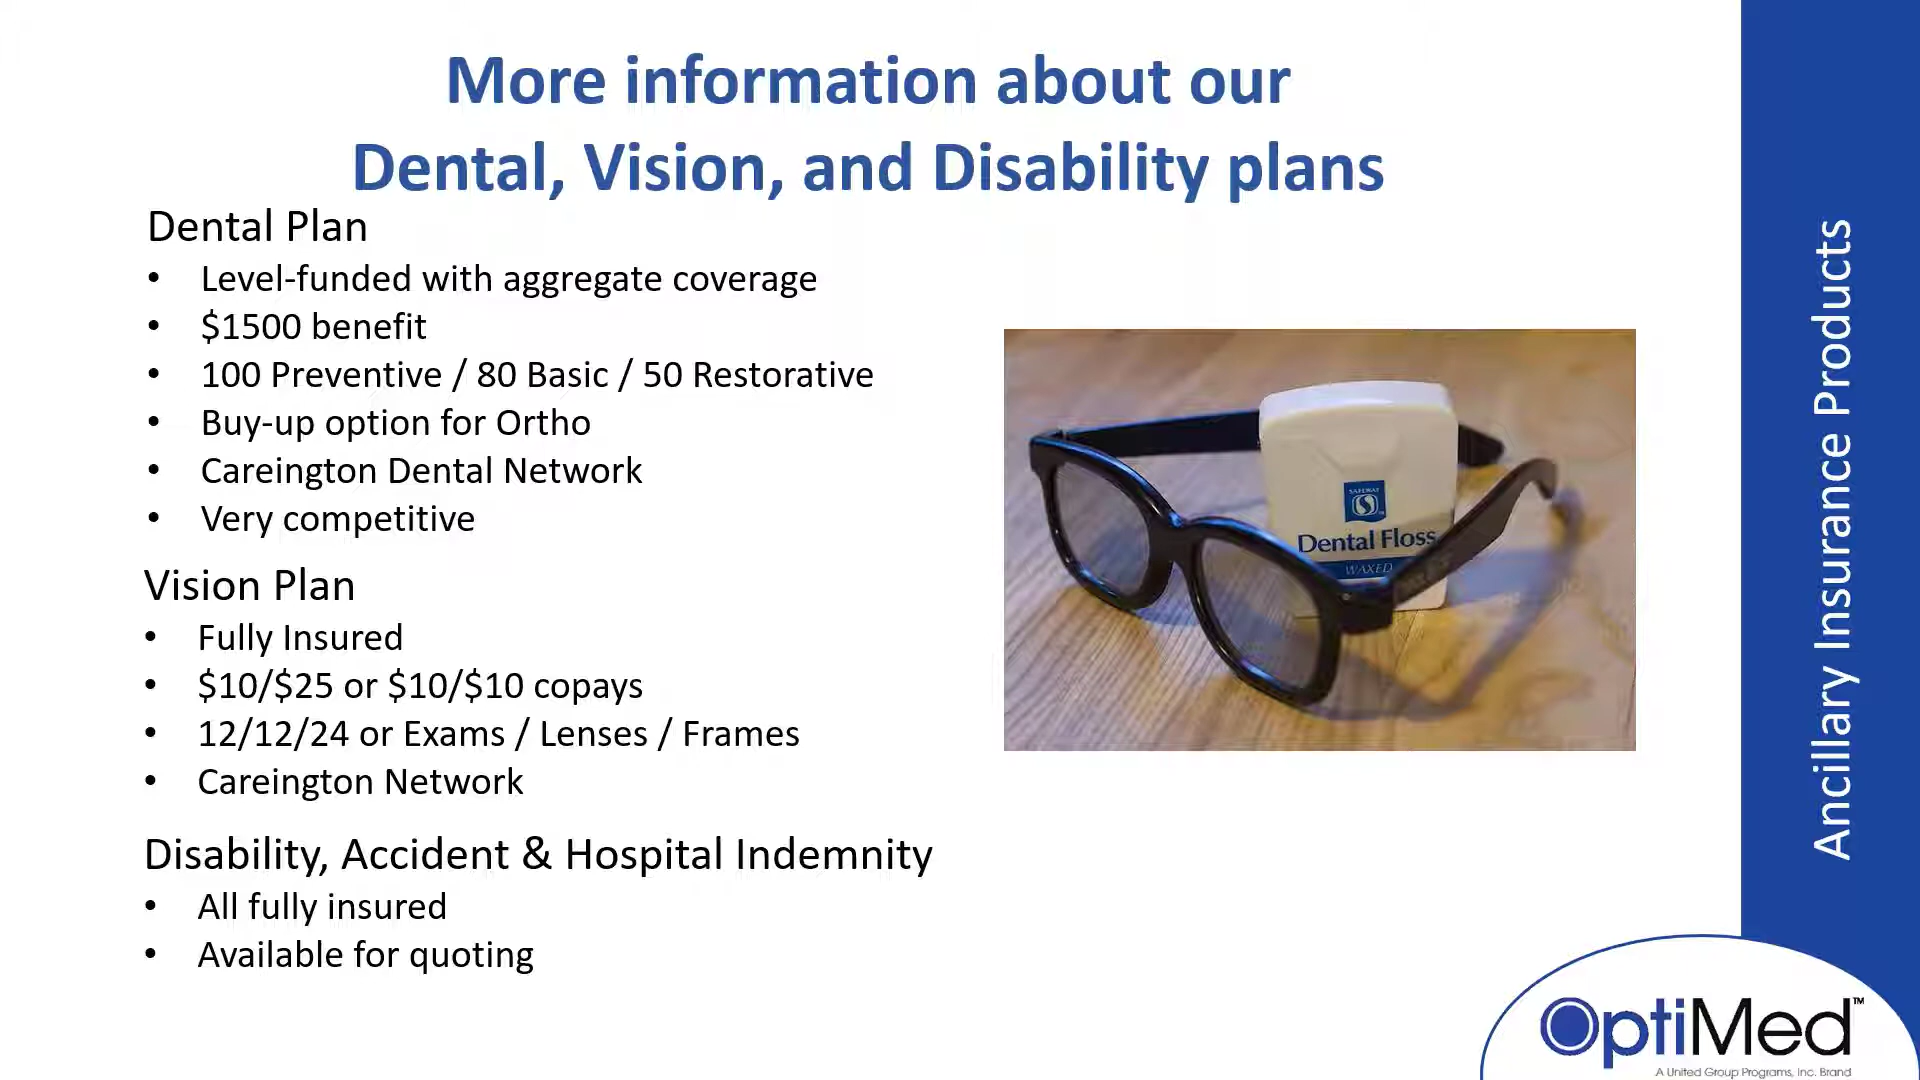 More information about our
Dental, Vision, and Disability plans
Dental Plan
• Level-funded with aggregate coverage
• $1500 benefit
• 100 Preventive / 80 Basic / 50 Restorative
• Buy-up option for Ortho
• Careington Dental Network
• Very competitive
Vision Plan
• Fully Insured
• $10/$25 or $10/$10 copays
• 12/12/24 or Exams / Lenses / Frames
• Careington Network
Disability, Accident & Hospital Indemnity
• All fully insured
• Available for quoting
SAFEWAY
Dental Floss
WAXED
Ancillary Insurance Products
OptiMed™
A United Group Programs, Inc. Brand